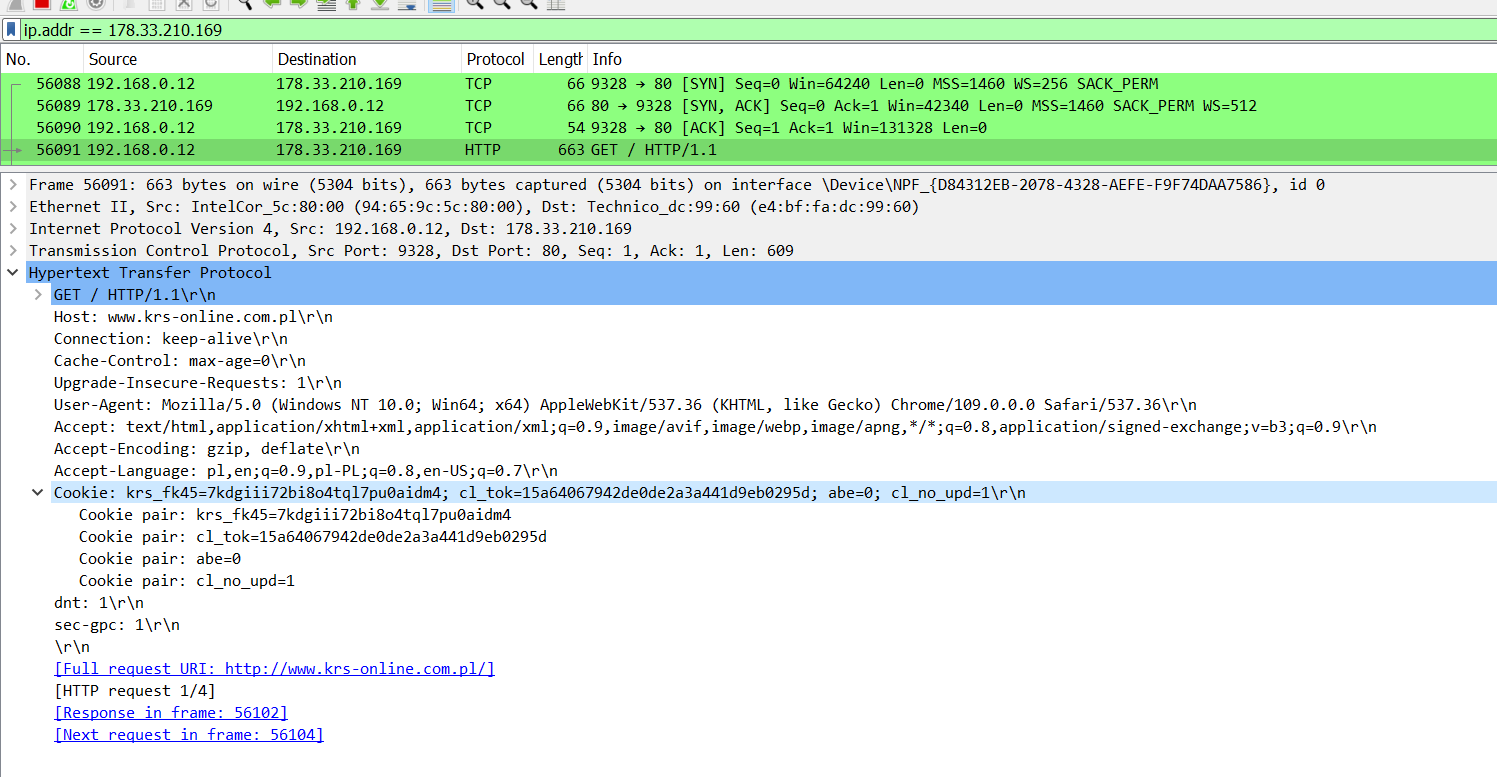 ip.addr == 178.33.210.169
No. Source Destination Protocol Length Info
56088 192.168.0.12 178.33.210.169 TCP 66 9328 → 80 [SYN] Seq=0 Win=64240 Len=0 MSS=1460 WS=256 SACK_PERM
56089 178.33.210.169 192.168.0.12 TCP 66 80 → 9328 [SYN, ACK] Seq=0 Ack=1 Win=42340 Len=0 MSS=1460 SACK_PERM WS=512
56090 192.168.0.12 178.33.210.169 TCP 54 9328 → 80 [ACK] Seq=1 Ack=1 Win=131328 Len=0
56091 192.168.0.12 178.33.210.169 HTTP 663 GET / HTTP/1.1
Frame 56091: 663 bytes on wire (5304 bits), 663 bytes captured (5304 bits) on interface \Device\NPF_{D84312EB-2078-4328-AEFE-F9F74DAA7586}, id 0
Ethernet II, Src: IntelCor_5c:80:00 (94:65:9c:5c:80:00), Dst: Technico_dc:99:60 (e4:bf:fa:dc:99:60)
Internet Protocol Version 4, Src: 192.168.0.12, Dst: 178.33.210.169
Transmission Control Protocol, Src Port: 9328, Dst Port: 80, Seq: 1, Ack: 1, Len: 609
Hypertext Transfer Protocol
GET / HTTP/1.1\r\n
Host: www.krs-online.com.pl\r\n
Connection: keep-alive\r\n
Cache-Control: max-age=0\r\n
Upgrade-Insecure-Requests: 1\r\n
User-Agent: Mozilla/5.0 (Windows NT 10.0; Win64; x64) AppleWebKit/537.36 (KHTML, like Gecko) Chrome/109.0.0.0 Safari/537.36\r\n
Accept: text/html,application/xhtml+xml,application/xml;q=0.9,image/avif,image/webp,image/apng,*/*;q=0.8,application/signed-exchange;v=b3;q=0.9\r\n
Accept-Encoding: gzip, deflate\r\n
Accept-Language: pl,en;q=0.9,pl-PL;q=0.8,en-US;q=0.7\r\n
Cookie: krs_fk45=7kdgiii72bi8o4tql7pu0aidm4; cl_tok=15a64067942de0de2a3a441d9eb0295d; abe=0; cl_no_upd=1\r\n
Cookie pair: krs_fk45=7kdgiii72bi8o4tql7pu0aidm4
Cookie pair: cl_tok=15a64067942de0de2a3a441d9eb0295d
Cookie pair: abe=0
Cookie pair: cl_no_upd=1
dnt: 1\r\n
sec-gpc: 1\r\n
\r\n
[Full request URI: http://www.krs-online.com.pl/]
[HTTP request 1/4]
[Response in frame: 56102]
[Next request in frame: 56104]